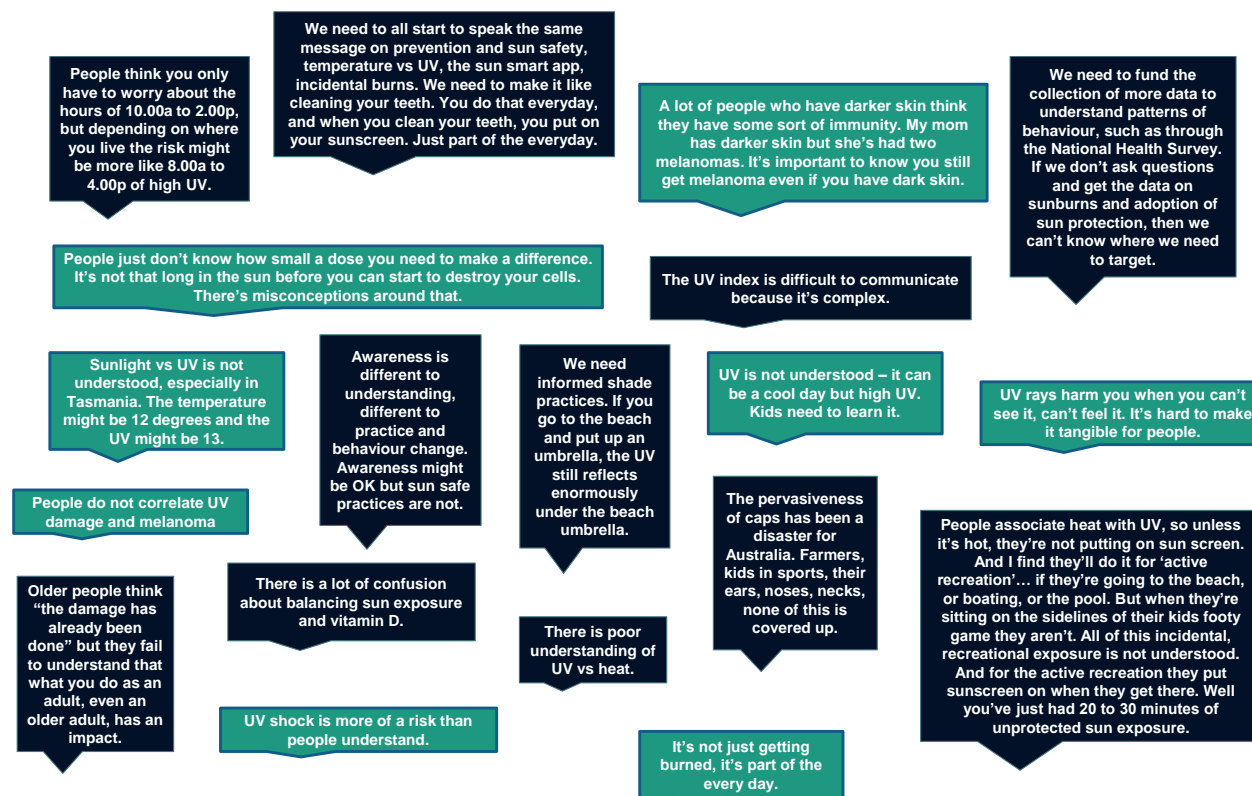 People think you only
have to worry about the
hours of 10.00a to 2.00p,
but depending on where
you live the risk might
be more like 8.00a to
4.00p of high UV.
We need to all start to speak the same
message on prevention and sun safety,
temperature vs UV, the sun smart app,
incidental burns. We need to make it like
cleaning your teeth. You do that everyday,
and when you clean your teeth, you put on
your sunscreen. Just part of the everyday.
A lot of people who have darker skin think
they have some sort of immunity. My mom
has darker skin but she's had two
melanomas. It's important to know you still
get melanoma even if you have dark skin.
We need to fund the
collection of more data to
understand patterns of
behaviour, such as through
the National Health Survey.
If we don't ask questions
and get the data on
sunburns and adoption of
sun protection, then we
can't know where we need
to target.
People just don't know how small a dose you need to make a difference.
It's not that long in the sun before you can start to destroy your cells.
There's misconceptions around that.
The UV index is difficult to communicate
because it's complex.
Sunlight vs UV is not
understood, especially in
Tasmania. The temperature
might be 12 degrees and the
UV might be 13.
Awareness is
different to
understanding,
different to
practice and
behaviour change.
Awareness might
be OK but sun safe
practices are not.
We need
informed shade
practices. If you
go to the beach
and put up an
umbrella, the UV
still reflects
enormously
under the beach
umbrella.
UV is not understood – it can
be a cool day but high UV.
Kids need to learn it.
UV rays harm you when you can't
see it, can't feel it. It's hard to make
it tangible for people.
People do not correlate UV
damage and melanoma
The pervasiveness
of caps has been a
disaster for
Australia. Farmers,
kids in sports, their
ears, noses, necks,
none of this is
covered up.
People associate heat with UV, so unless
it's hot, they're not putting on sun screen.
And I find they'll do it for 'active
recreation'… if they're going to the beach,
or boating, or the pool. But when they're
sitting on the sidelines of their kids footy
game they aren't. All of this incidental,
recreational exposure is not understood.
And for the active recreation they put
sunscreen on when they get there. Well
you've just had 20 to 30 minutes of
unprotected sun exposure.
Older people think
"the damage has
already been
done" but they fail
to understand that
what you do as an
adult, even an
older adult, has an
impact.
There is a lot of confusion
about balancing sun exposure
and vitamin D.
There is poor
understanding of
UV vs heat.
UV shock is more of a risk than
people understand.
It's not just getting
burned, it's part of the
every day.